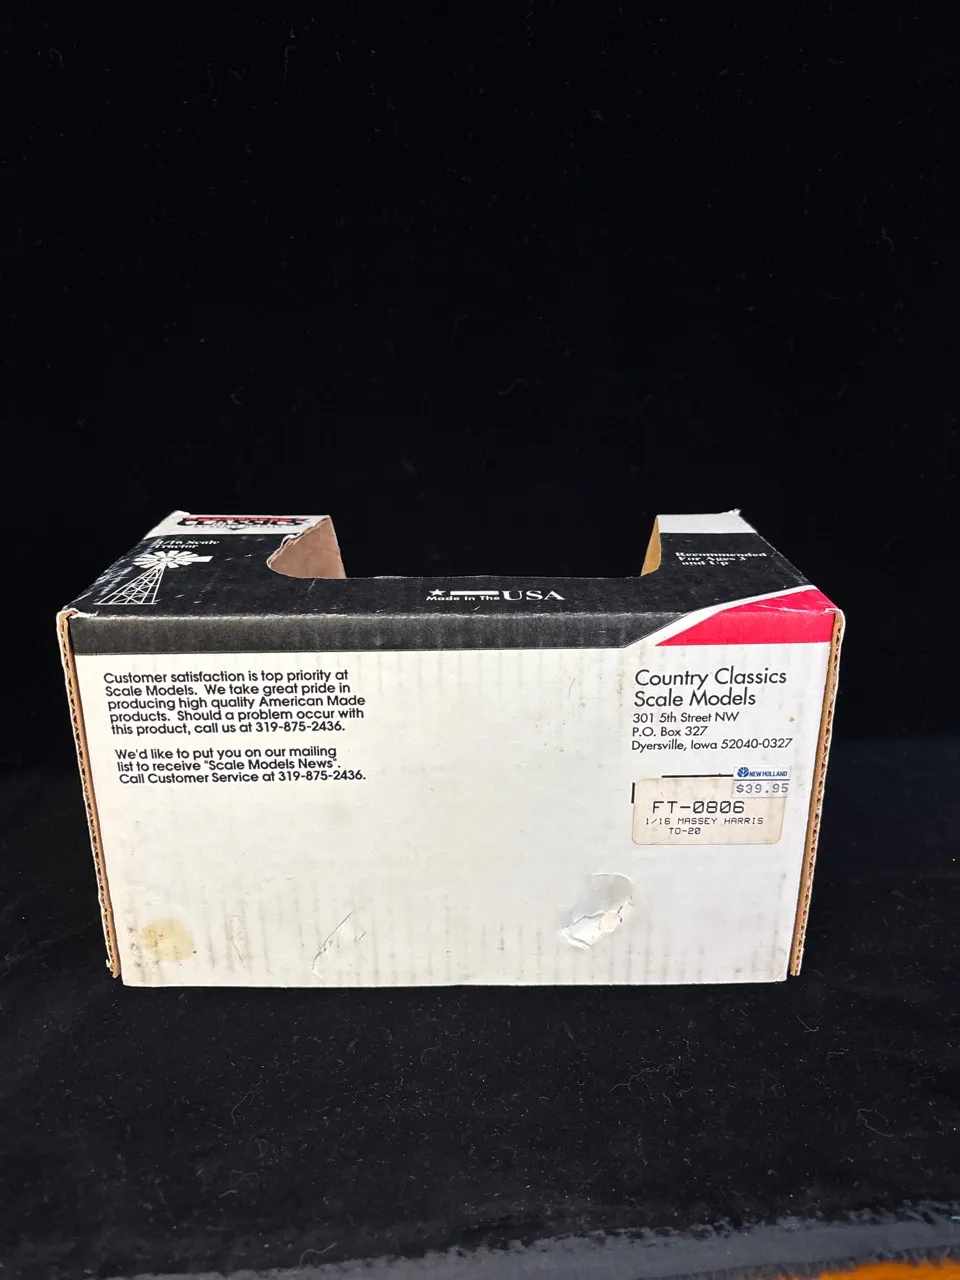 Classics
1/16 Scale
Tractor
Recommended
For Ages 3
and Up
Made In The USA
Customer satisfaction is top priority at
Scale Models. We take great pride in
producing high quality American Made
products. Should a problem occur with
this product, call us at 319-875-2436.
We'd like to put you on our mailing
list to receive "Scale Models News".
Call Customer Service at 319-875-2436.
Country Classics
Scale Models
301 5th Street NW
P.O. Box 327
Dyersville, Iowa 52040-0327
NEW HOLLAND
$39.95
FT-0806
1/16 MASSEY HARRIS
TO-20